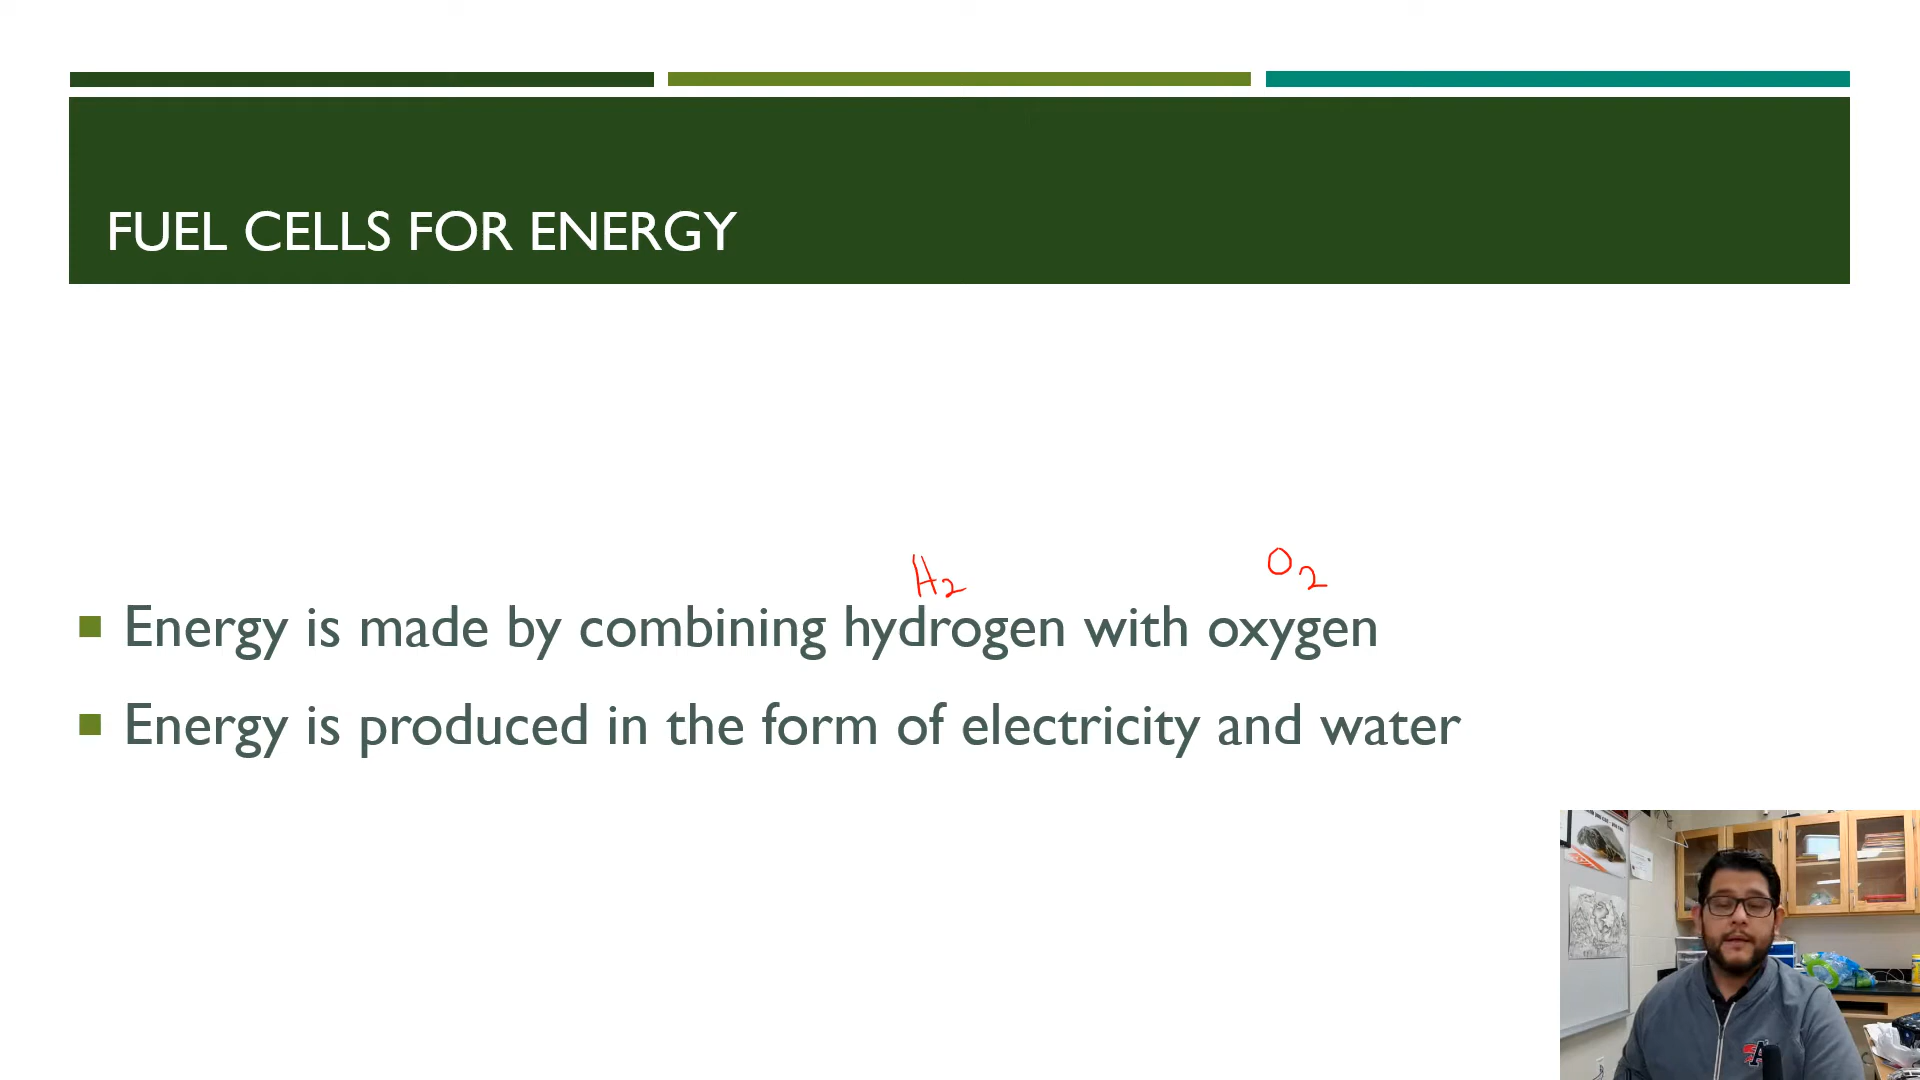 FUEL CELLS FOR ENERGY
H2
O2
Energy is made by combining hydrogen with oxygen
Energy is produced in the form of electricity and water